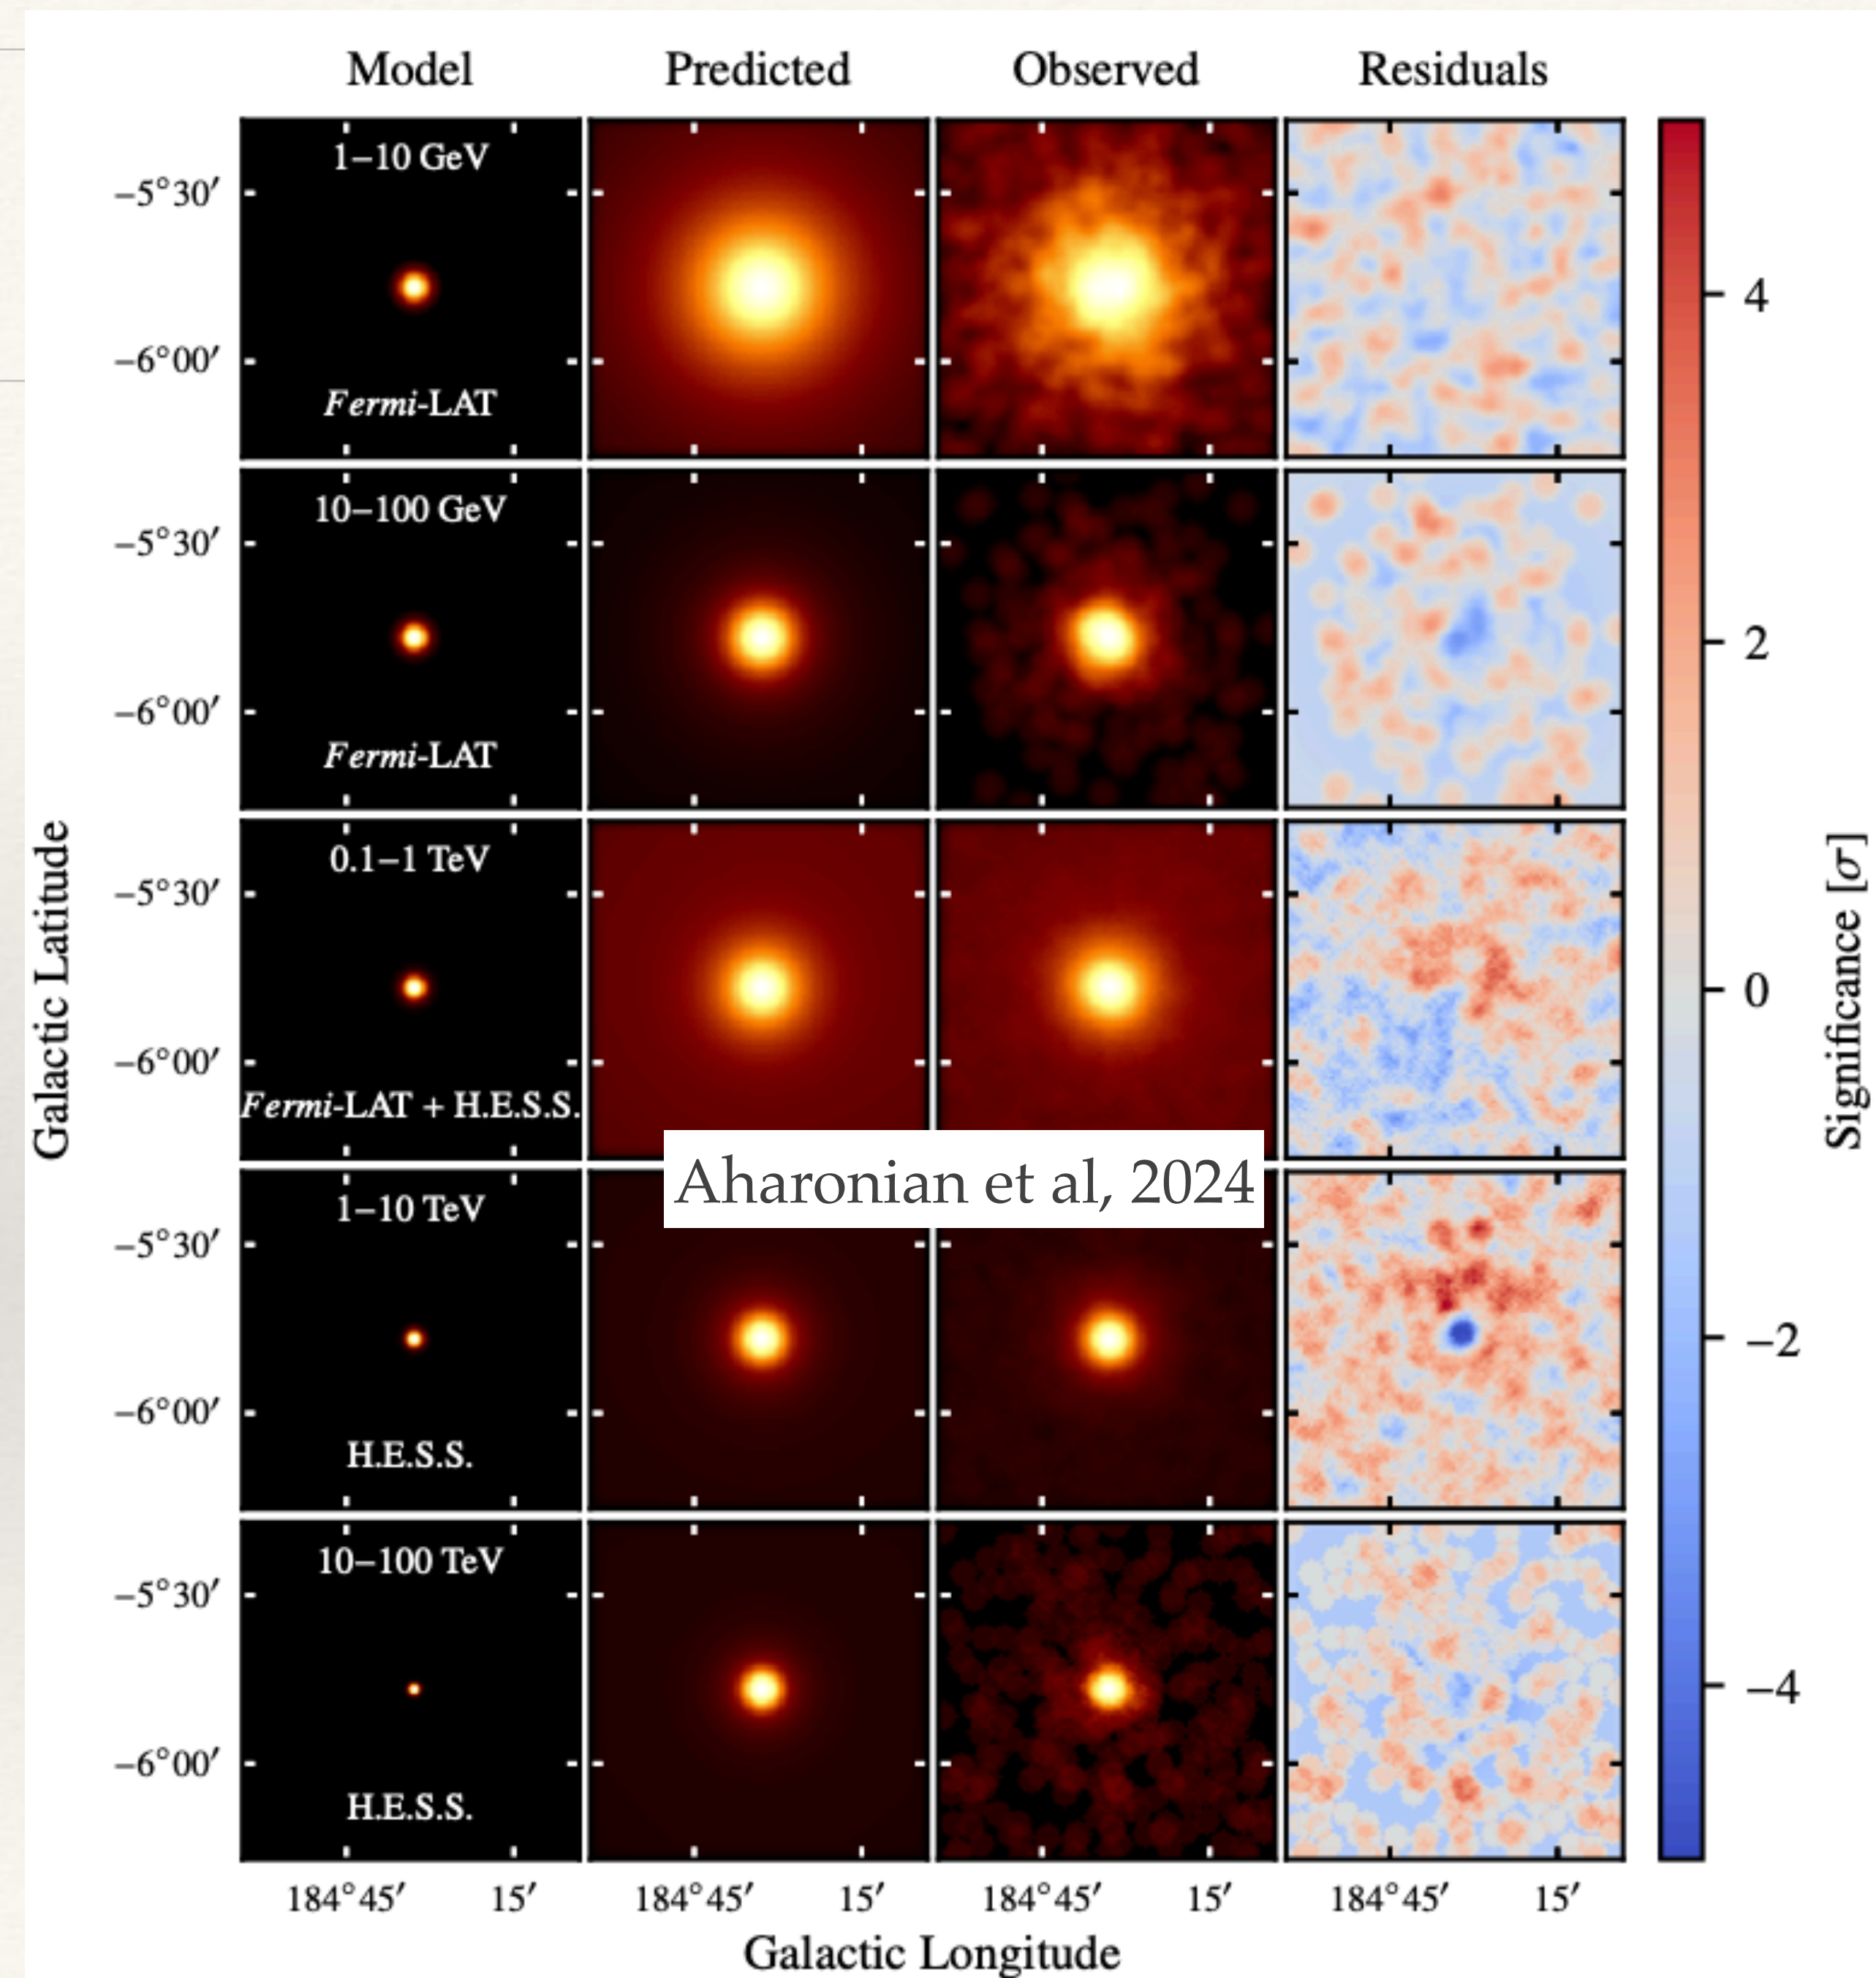 Model Predicted Observed Residuals
1–10 GeV
−5°30′
−6°00′
Fermi-LAT
10–100 GeV
−5°30′
−6°00′
Fermi-LAT
0.1–1 TeV
−5°30′
−6°00′
Fermi-LAT + H.E.S.S.
Aharonian et al, 2024
1–10 TeV
−5°30′
−6°00′
H.E.S.S.
10–100 TeV
−5°30′
−6°00′
H.E.S.S.
184°45′ 15′ 184°45′ 15′ 184°45′ 15′ 184°45′ 15′
Galactic Longitude
Galactic Latitude
4
2
0
−2
−4
Significance [σ]